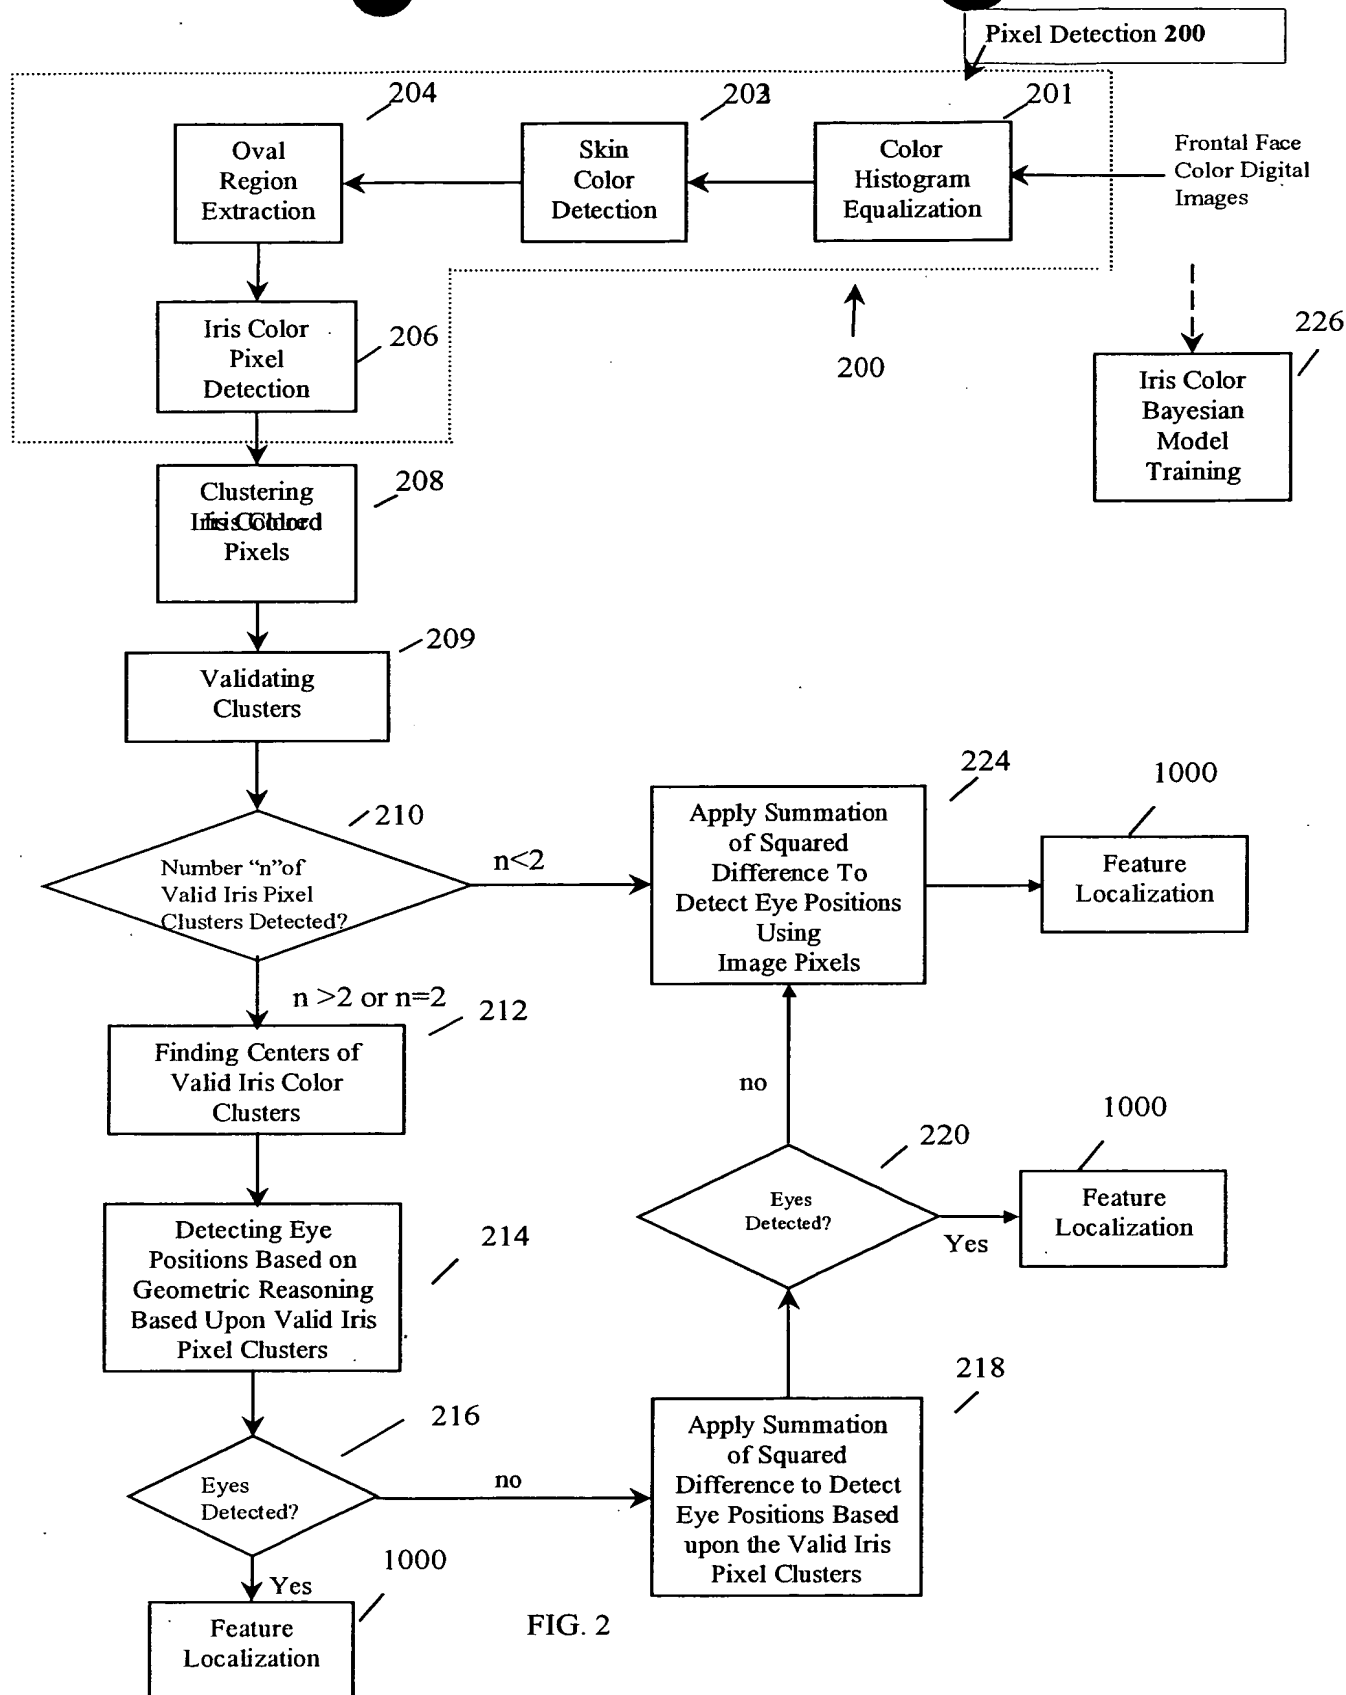 Pixel Detection 200
204
202
201
Oval
Region
Extraction
Skin
Color
Detection
Color
Histogram
Equalization
Frontal Face
Color Digital
Images
Iris Color
Pixel
Detection
206
200
226
Iris Color
Bayesian
Model
Training
Clustering
Iris Colored
Pixels
208
209
Validating
Clusters
210
Number “n”of
Valid Iris Pixel
Clusters Detected?
n<2
224
Apply Summation
of Squared
Difference To
Detect Eye Positions
Using
Image Pixels
1000
Feature
Localization
n >2 or n=2
212
Finding Centers of
Valid Iris Color
Clusters
no
220
Eyes
Detected?
Yes
1000
Feature
Localization
214
Detecting Eye
Positions Based on
Geometric Reasoning
Based Upon Valid Iris
Pixel Clusters
216
Eyes
Detected?
no
218
Apply Summation
of Squared
Difference to Detect
Eye Positions Based
upon the Valid Iris
Pixel Clusters
Yes
1000
Feature
Localization
FIG. 2